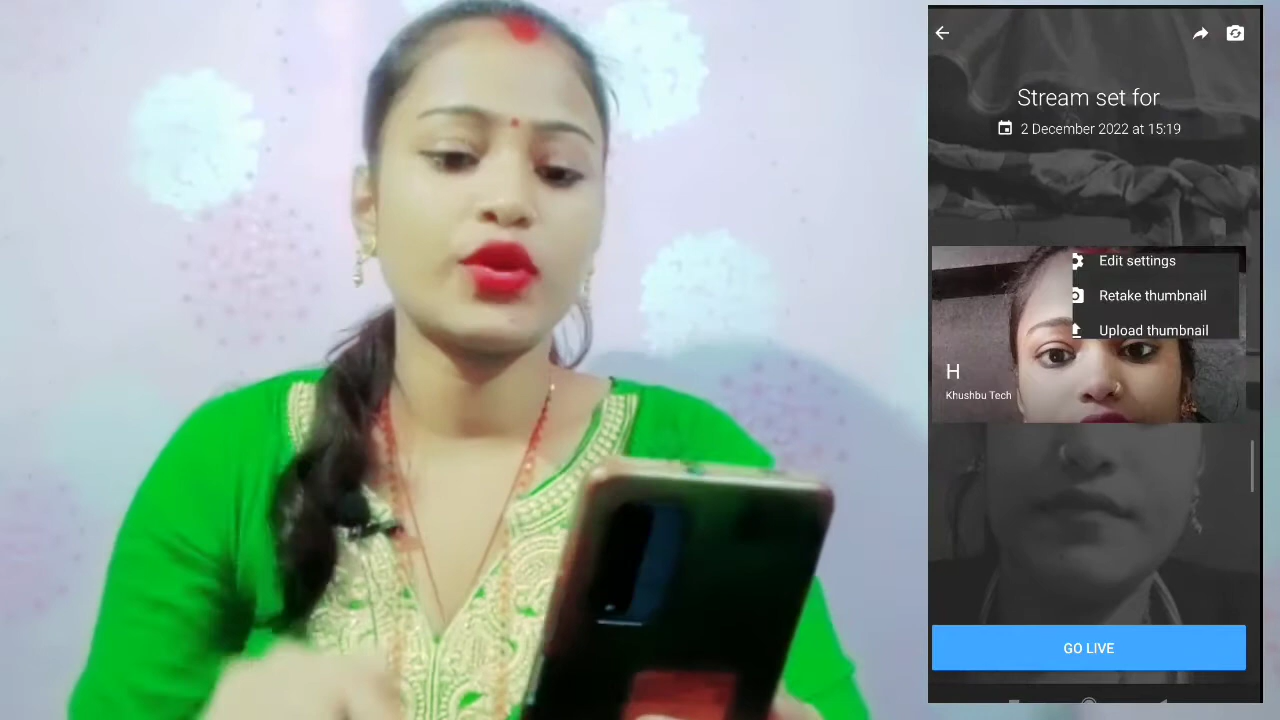 Stream set for
2 December 2022 at 15:19
Edit settings
Retake thumbnail
Upload thumbnail
H
Khushbu Tech
GO LIVE